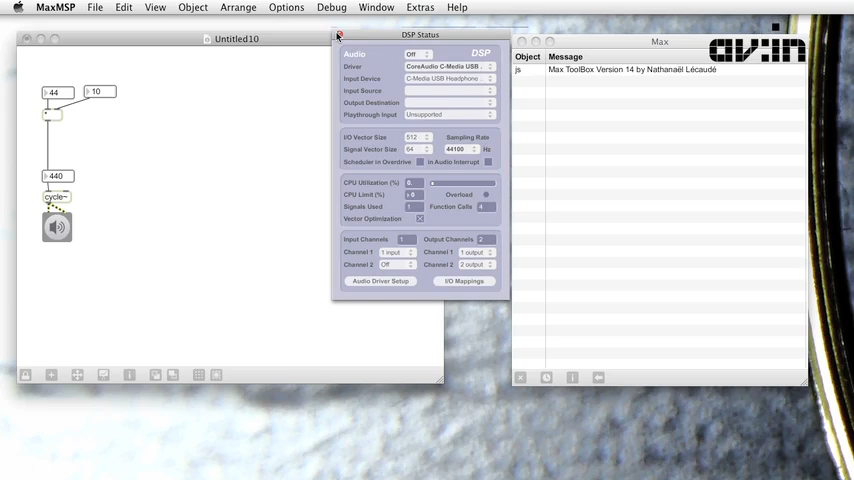 MaxMSP File Edit View Object Arrange Options Debug Window Extras Help
Untitled10
44
10
*
440
cycle~
DSP Status
Audio Off DSP
Driver CoreAudio C-Media USB ..
Input Device C-Media USB Headphone ..
Input Source
Output Destination
Playthrough Input Unsupported
I/O Vector Size 512 Sampling Rate
Signal Vector Size 64 44100 Hz
Scheduler in Overdrive in Audio Interrupt
CPU Utilization (%) 0.
CPU Limit (%) 0 Overload
Signals Used 1 Function Calls 4
Vector Optimization
Input Channels 1 Output Channels 2
Channel 1 1 input Channel 1 1 output
Channel 2 Off Channel 2 2 output
Audio Driver Setup I/O Mappings
Max
av:in
Object Message
js Max ToolBox Version 14 by Nathanaël Lécaudé